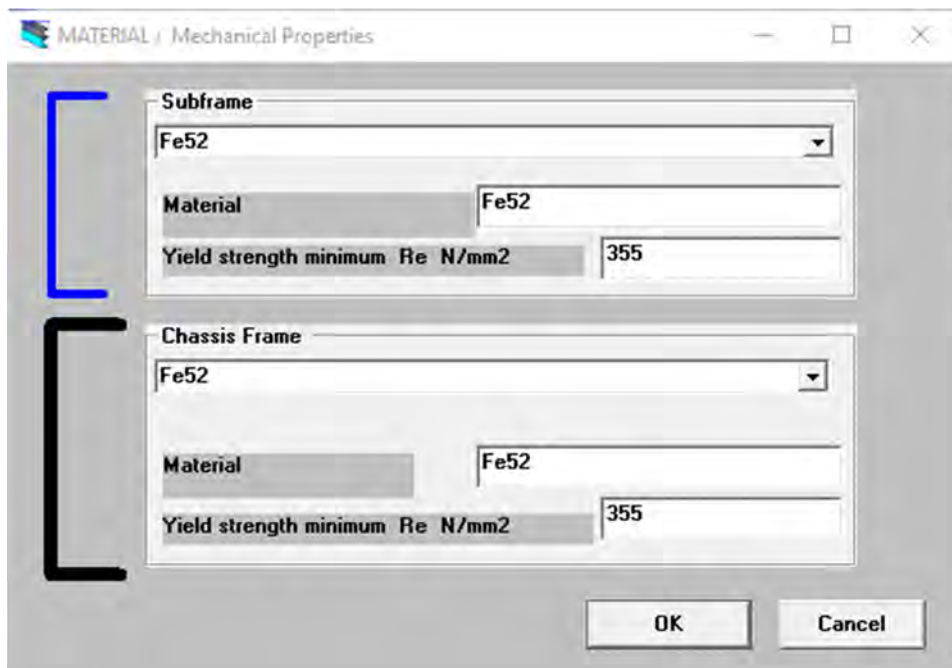 MATERIAL / Mechanical Properties
Subframe
Fe52
Material Fe52
Yield strength minimum Re N/mm2 355
Chassis Frame
Fe52
Material Fe52
Yield strength minimum Re N/mm2 355
OK Cancel